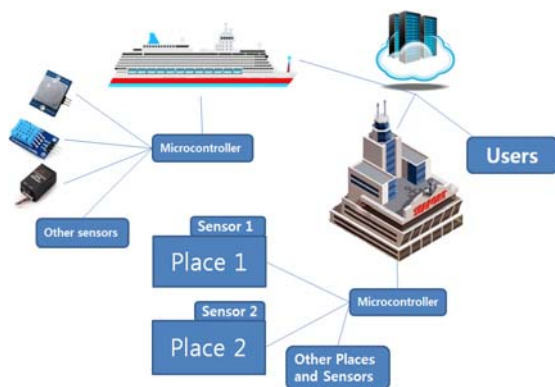 Microcontroller
Users
Other sensors
Sensor 1
Place 1
Sensor 2
Place 2
Microcontroller
Other Places
and Sensors